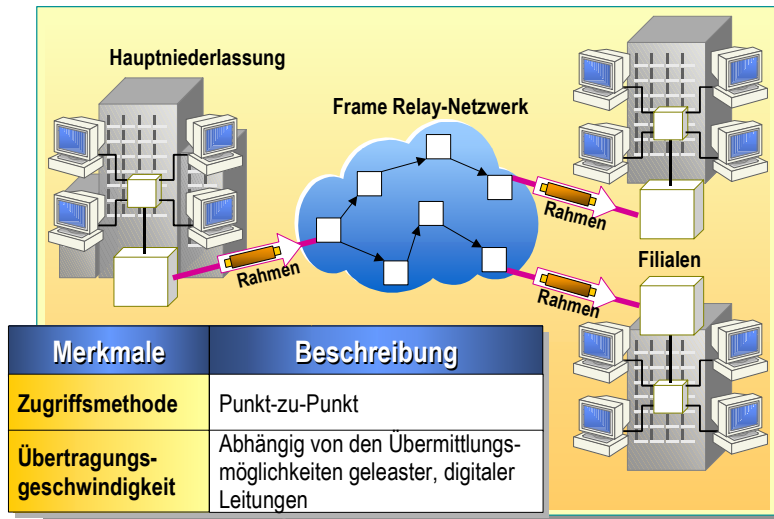 Hauptniederlassung
Frame Relay-Netzwerk
Rahmen
Rahmen
Filialen
Rahmen
Merkmale
Beschreibung
Zugriffsmethode
Punkt-zu-Punkt
Übertragungs-
geschwindigkeit
Abhängig von den Übermittlungs-
möglichkeiten geleaster, digitaler
Leitungen